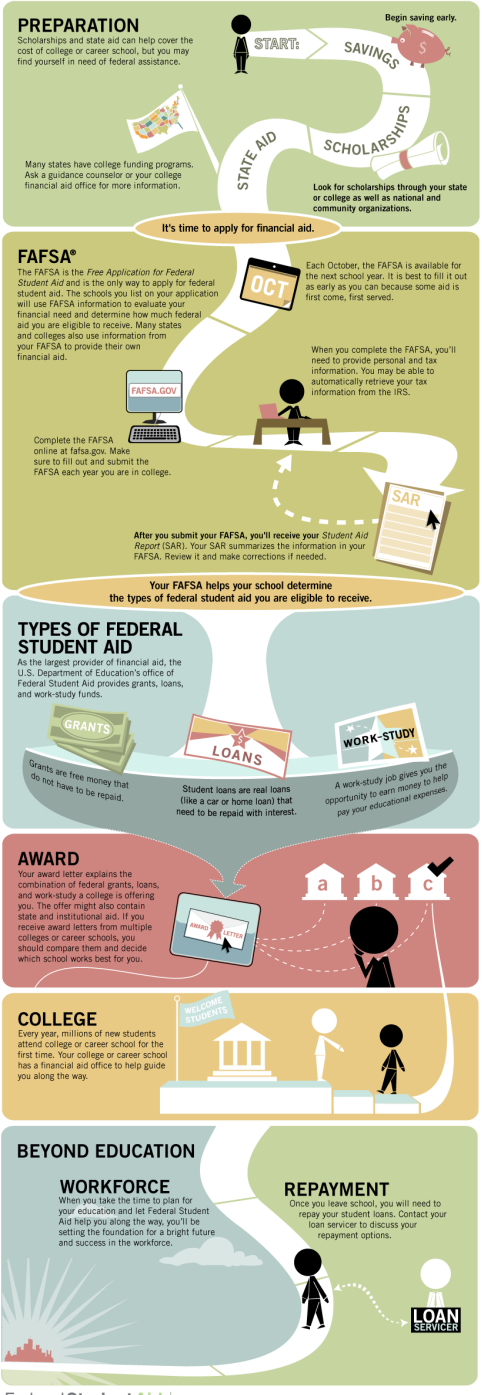 PREPARATION
Scholarships and state aid can help cover the
cost of college or career school, but you may
find yourself in need of federal assistance.
Begin saving early.
START:
SAVINGS
$
SCHOLARSHIPS
STATE AID
Many states have college funding programs.
Ask a guidance counselor or your college
financial aid office for more information.
Look for scholarships through your state
or college as well as national and
community organizations.
It's time to apply for financial aid.
FAFSA®
The FAFSA is the Free Application for Federal
Student Aid and is the only way to apply for federal
student aid. The schools you list on your application
will use FAFSA information to evaluate your
financial need and determine how much federal
aid you are eligible to receive. Many states
and colleges also use information from
your FAFSA to provide their own
financial aid.
OCT
Each October, the FAFSA is available for
the next school year. It is best to fill it out
as early as you can because some aid is
first come, first served.
When you complete the FAFSA, you'll
need to provide personal and tax
information. You may be able to
automatically retrieve your tax
information from the IRS.
FAFSA.GOV
Complete the FAFSA
online at fafsa.gov. Make
sure to fill out and submit the
FAFSA each year you are in college.
SAR
After you submit your FAFSA, you'll receive your Student Aid
Report (SAR). Your SAR summarizes the information in your
FAFSA. Review it and make corrections if needed.
Your FAFSA helps your school determine
the types of federal student aid you are eligible to receive.
TYPES OF FEDERAL
STUDENT AID
As the largest provider of financial aid, the
U.S. Department of Education's office of
Federal Student Aid provides grants, loans,
and work-study funds.
GRANTS
$
LOANS
WORK-STUDY
Grants are free money that
do not have to be repaid.
Student loans are real loans
(like a car or home loan) that
need to be repaid with interest.
A work-study job gives you the
opportunity to earn money to help
pay your educational expenses.
AWARD
Your award letter explains the
combination of federal grants, loans,
and work-study a college is offering
you. The offer might also contain
state and institutional aid. If you
receive award letters from multiple
colleges or career schools, you
should compare them and decide
which school works best for you.
AWARD LETTER
a b c
COLLEGE
Every year, millions of new students
attend college or career school for the
first time. Your college or career school
has a financial aid office to help guide
you along the way.
WELCOME
STUDENTS
BEYOND EDUCATION
WORKFORCE
When you take the time to plan for
your education and let Federal Student
Aid help you along the way, you'll be
setting the foundation for a bright future
and success in the workforce.
REPAYMENT
Once you leave school, you will need to
repay your student loans. Contact your
loan servicer to discuss your
repayment options.
LOAN
SERVICER